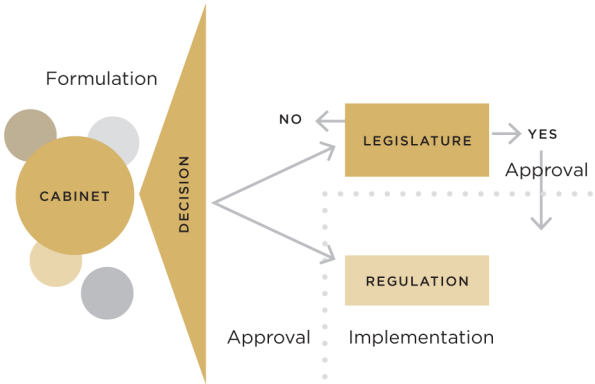 Formulation
CABINET
DECISION
NO
LEGISLATURE
YES
Approval
REGULATION
Approval
Implementation